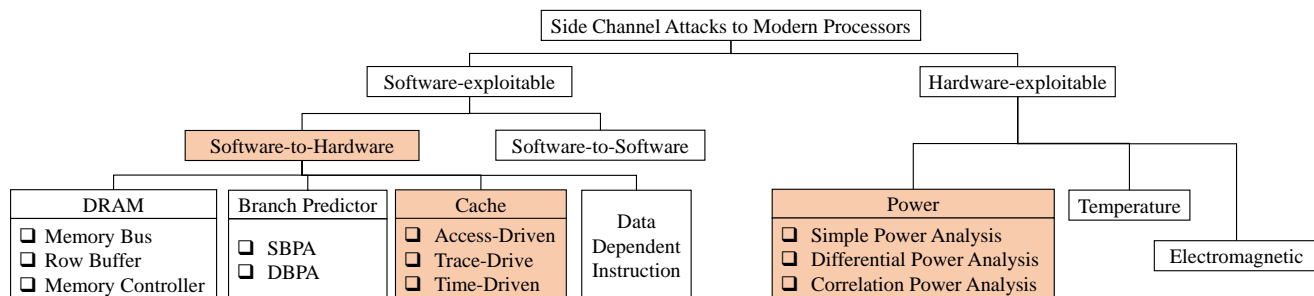 Side Channel Attacks to Modern Processors
Software-exploitable
Hardware-exploitable
Software-to-Hardware
Software-to-Software
DRAM
❑ Memory Bus
❑ Row Buffer
❑ Memory Controller
Branch Predictor
❑ SBPA
❑ DBPA
Cache
❑ Access-Driven
❑ Trace-Drive
❑ Time-Driven
Data
Dependent
Instruction
Power
❑ Simple Power Analysis
❑ Differential Power Analysis
❑ Correlation Power Analysis
Temperature
Electromagnetic